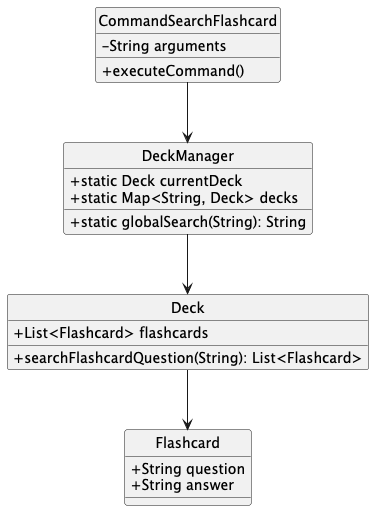 CommandSearchFlashcard
–String arguments
+executeCommand()
DeckManager
+static Deck currentDeck
+static Map<String, Deck> decks
+static globalSearch(String): String
Deck
+List<Flashcard> flashcards
+searchFlashcardQuestion(String): List<Flashcard>
Flashcard
+String question
+String answer